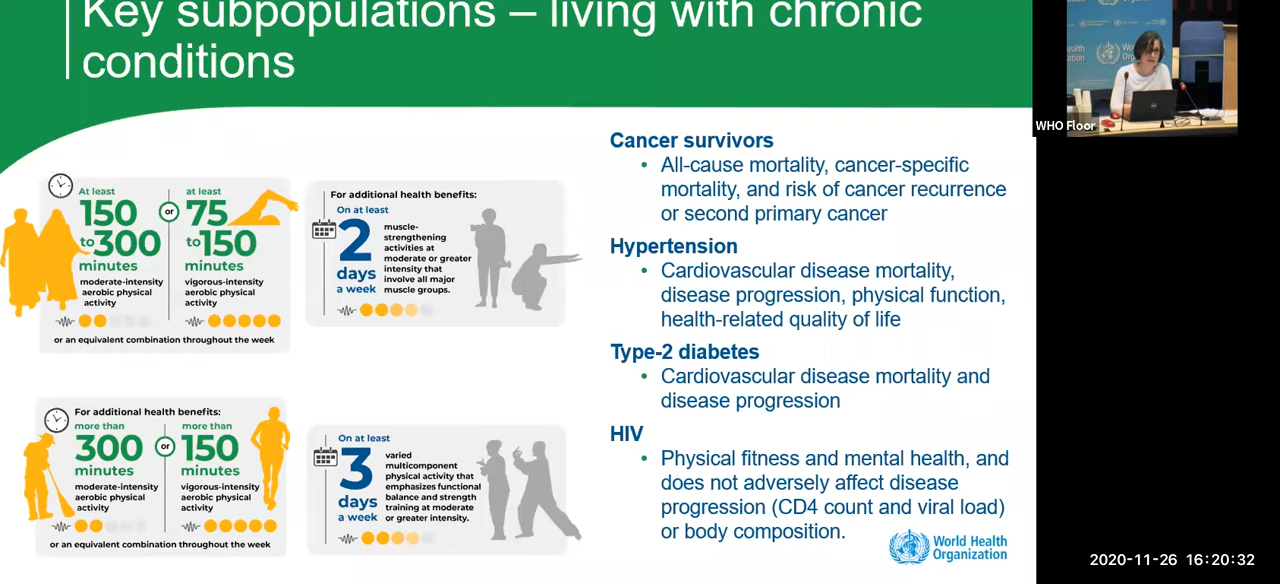 Key subpopulations – living with chronic
conditions
At least
150
to 300
minutes
moderate-intensity
aerobic physical
activity
or
at least
75
to 150
minutes
vigorous-intensity
aerobic physical
activity
or an equivalent combination throughout the week
For additional health benefits:
On at least
2
days
a week
muscle-
strengthening
activities at
moderate or greater
intensity that
involve all major
muscle groups.
For additional health benefits:
more than
300
minutes
moderate-intensity
aerobic physical
activity
or
more than
150
minutes
vigorous-intensity
aerobic physical
activity
or an equivalent combination throughout the week
On at least
3
days
a week
varied
multicomponent
physical activity that
emphasizes functional
balance and strength
training at moderate
or greater intensity.
Cancer survivors
• All-cause mortality, cancer-specific
mortality, and risk of cancer recurrence
or second primary cancer
Hypertension
• Cardiovascular disease mortality,
disease progression, physical function,
health-related quality of life
Type-2 diabetes
• Cardiovascular disease mortality and
disease progression
HIV
• Physical fitness and mental health, and
does not adversely affect disease
progression (CD4 count and viral load)
or body composition.
World Health
Organization
WHO Floor
2020-11-26 16:20:32